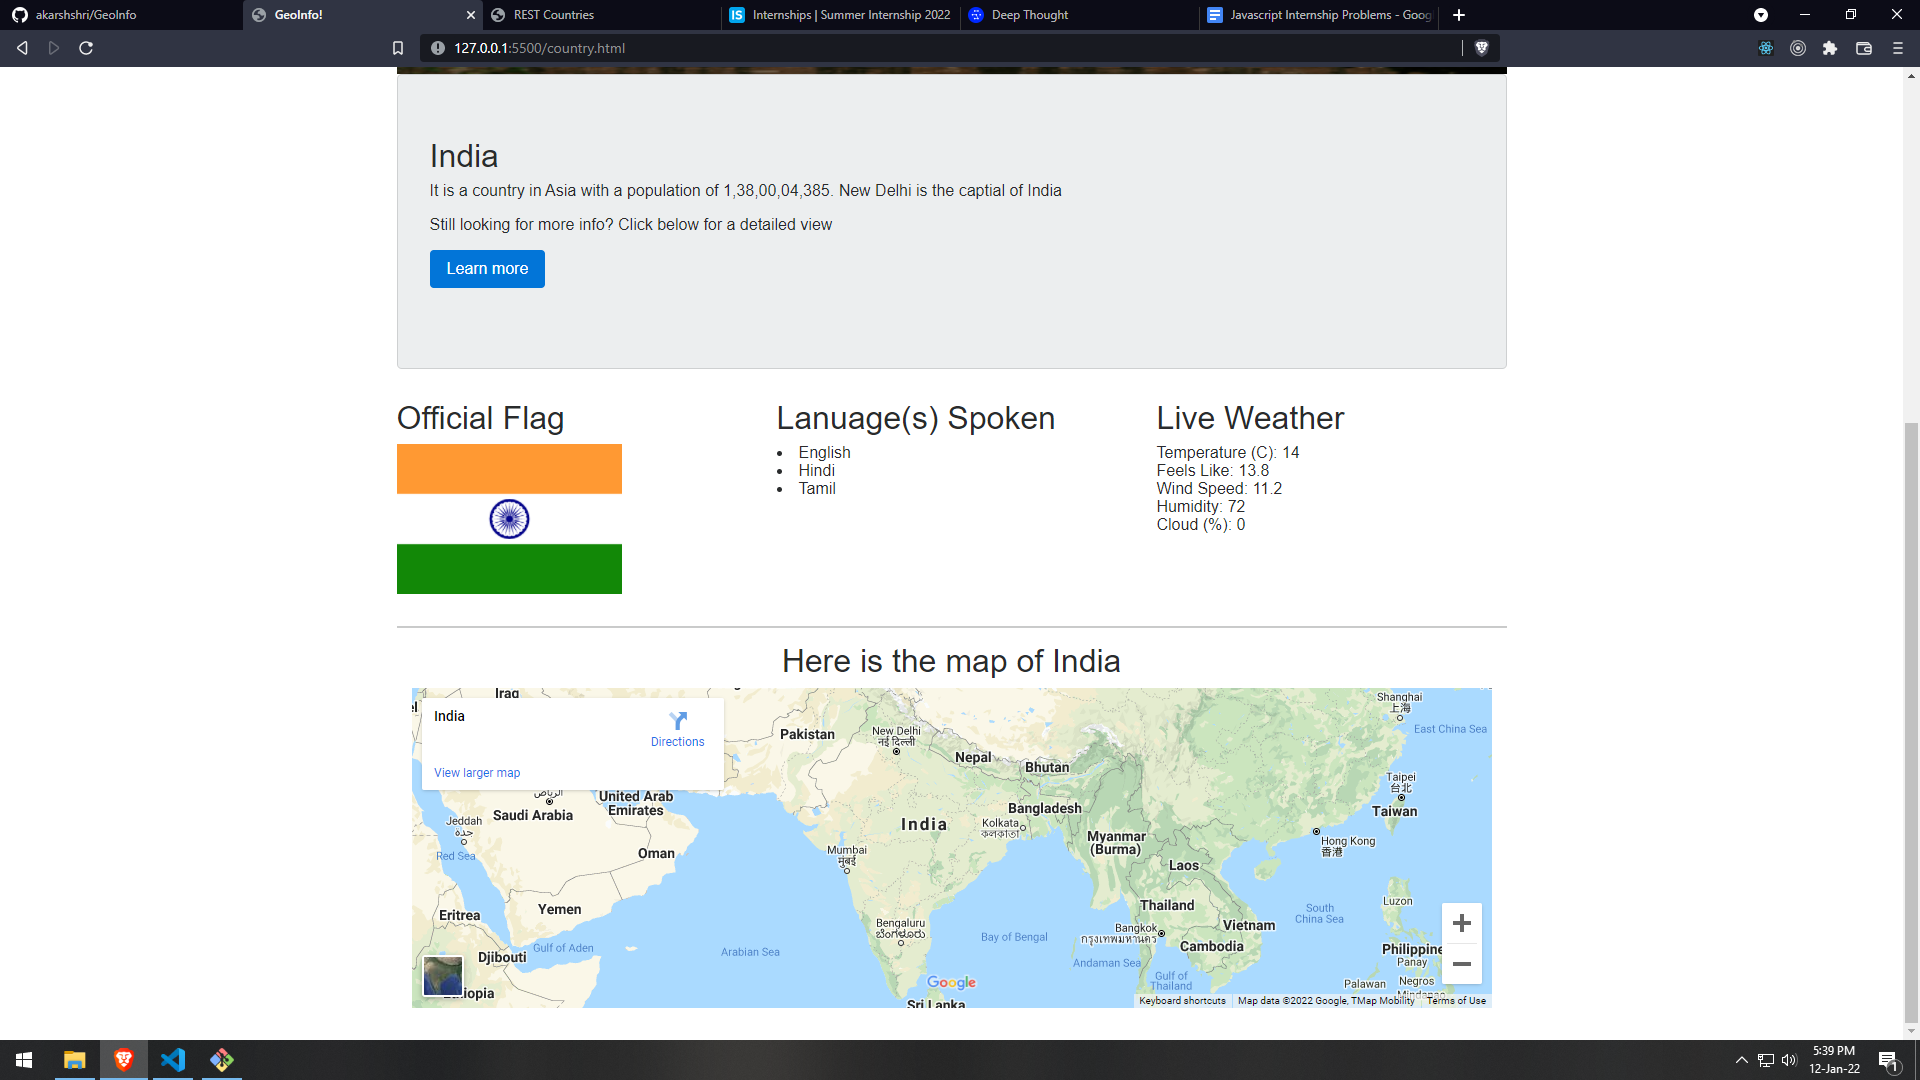 akarshshri/GeoInfo
GeoInfo!
REST Countries
Internships | Summer Internship 2022
Deep Thought
Javascript Internship Problems - Goog
127.0.0.1:5500/country.html
India
It is a country in Asia with a population of 1,38,00,04,385. New Delhi is the captial of India
Still looking for more info? Click below for a detailed view
Learn more
Official Flag
Lanuage(s) Spoken
Live Weather
English
Hindi
Tamil
Temperature (C): 14
Feels Like: 13.8
Wind Speed: 11.2
Humidity: 72
Cloud (%): 0
Here is the map of India
Iraq
India
Directions
View larger map
Pakistan
New Delhi
नई दिल्ली
Nepal
Bhutan
Shanghai
上海
East China Sea
الرياض
Saudi Arabia
United Arab
Emirates
Jeddah
جدة
Red Sea
Oman
Bangladesh
India
Kolkata
কলকাতা
Mumbai
मुंबई
Myanmar
(Burma)
Taipei
台北
Taiwan
Hong Kong
香港
Laos
Yemen
Eritrea
Gulf of Aden
Djibouti
Arabian Sea
Bengaluru
ಬೆಂಗಳೂರು
Bay of Bengal
Thailand
Bangkok
กรุงเทพมหานคร
Vietnam
Cambodia
Andaman Sea
Gulf of
Thailand
South
China Sea
Luzon
Philippine
Panay
Negros
Palawan
Mindanao
iopia
Google
Sri Lanka
Keyboard shortcuts
Map data ©2022 Google, TMap Mobility
Terms of Use
5:39 PM
12-Jan-22
1